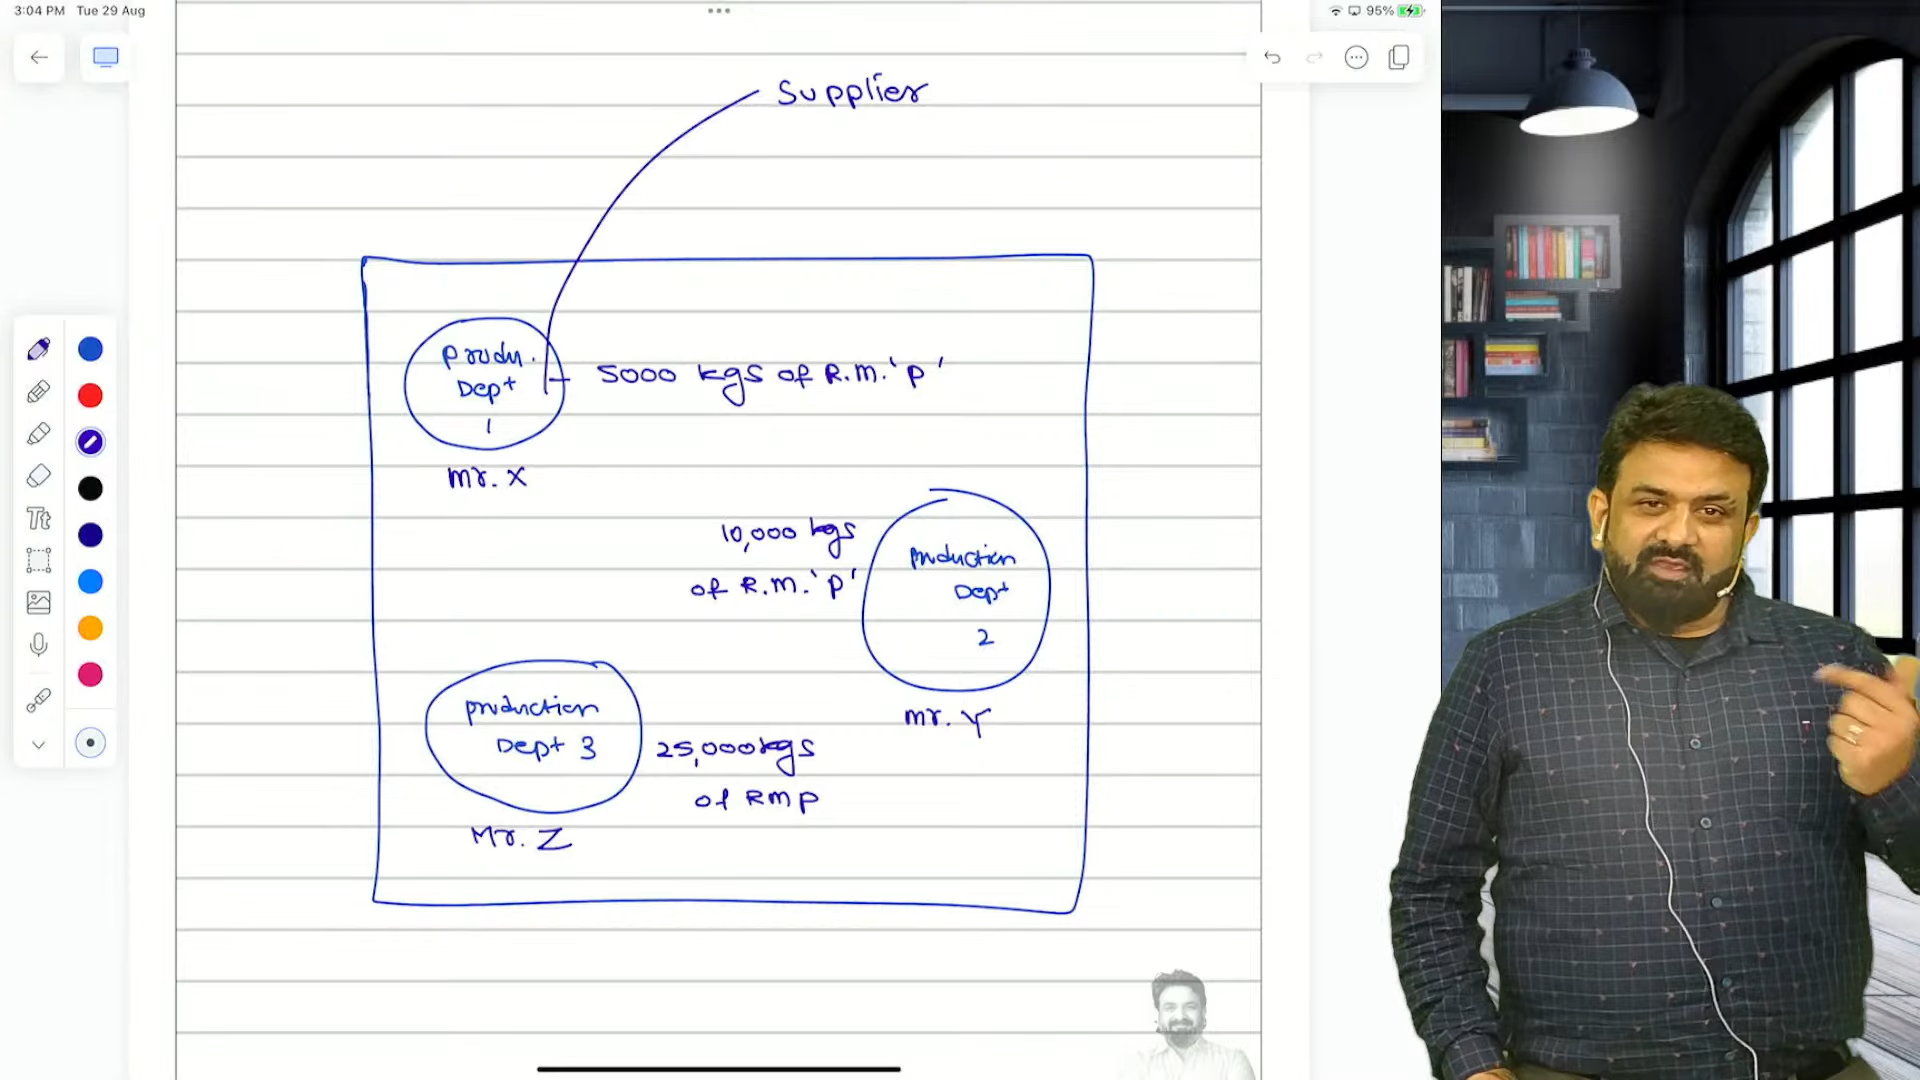 3:04 PM Tue 29 Aug
95%
Supplier
Produ.
Dept
1
5000 kgs of R.M. 'P'
Mr. X
10,000 kgs
of R.M. 'P'
Production
Dept
2
Mr. Y
Production
Dept 3
25,000 kgs
of RMP
Mr. Z
Tt